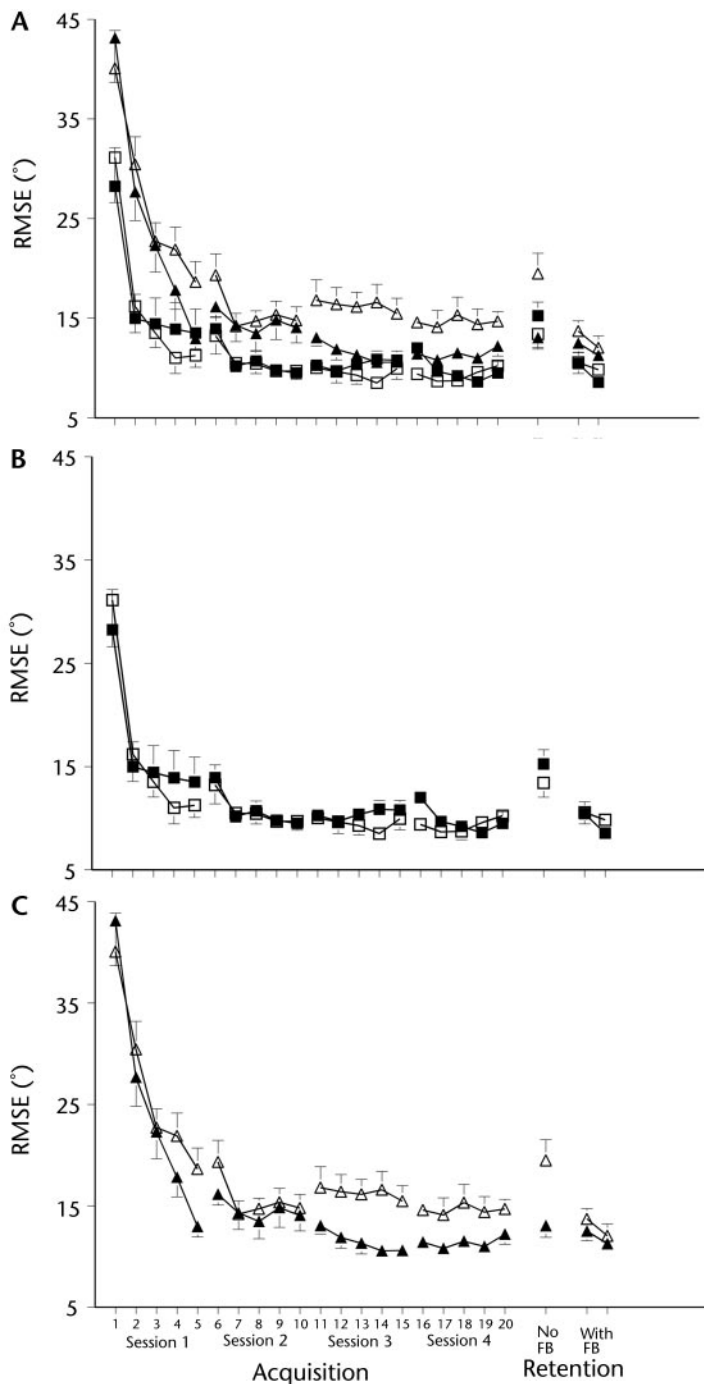 A
45
35
25
15
5
RMSE (°)
B
45
35
25
15
5
RMSE (°)
C
45
35
25
15
5
RMSE (°)
1 2 3 4 5 6 7 8 9 10 11 12 13 14 15 16 17 18 19 20
Session 1 Session 2 Session 3 Session 4
No FB
With FB
Acquisition Retention